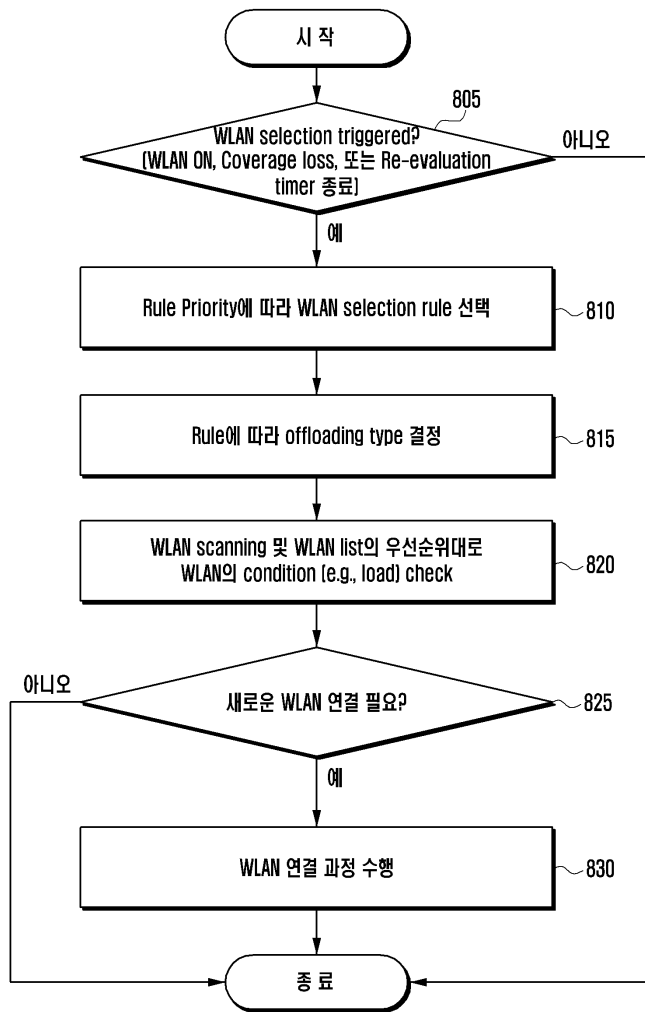 시 작
805
WLAN selection triggered?
(WLAN ON, Coverage loss, 또는 Re-evaluation
timer 종료)
아니오
예
Rule Priority에 따라 WLAN selection rule 선택
810
Rule에 따라 offloading type 결정
815
WLAN scanning 및 WLAN list의 우선순위대로
WLAN의 condition (e.g., load) check
820
아니오
새로운 WLAN 연결 필요?
825
예
WLAN 연결 과정 수행
830
종 료